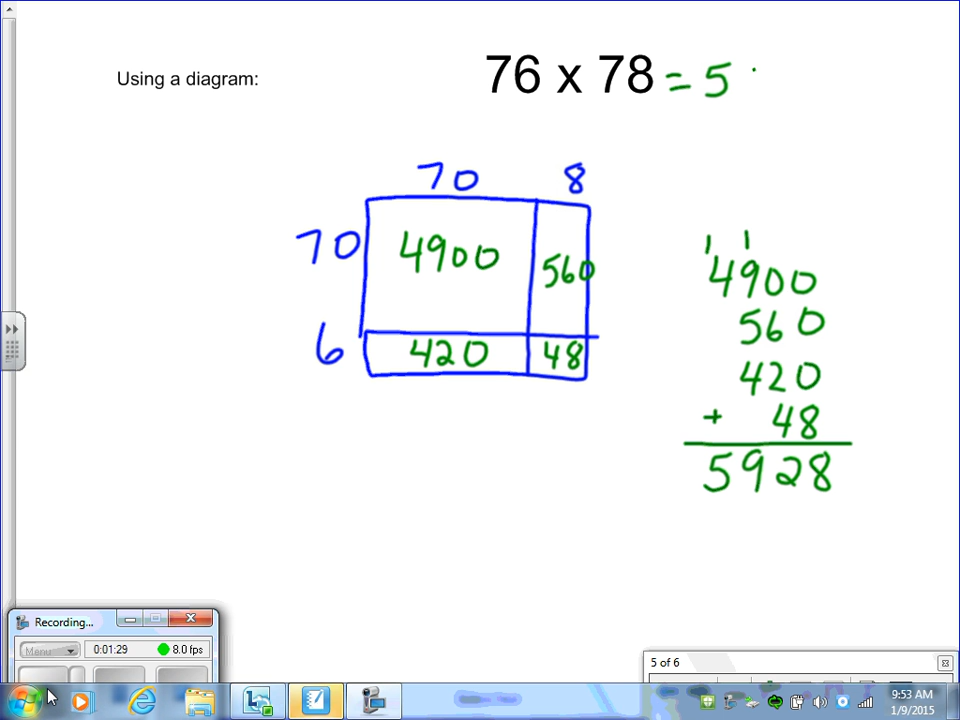 Using a diagram:
76 x 78 = 5
70 8
70 4900 560
6 420 48
1 1
4900
560
420
+ 48
5928
Recording...
Menu 0:01:29 8.0 fps
5 of 6
9:53 AM
1/9/2015